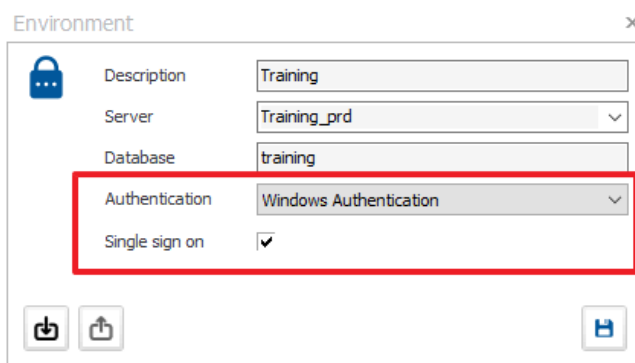 Environment
Description Training
Server Training_prd
Database training
Authentication Windows Authentication
Single sign on